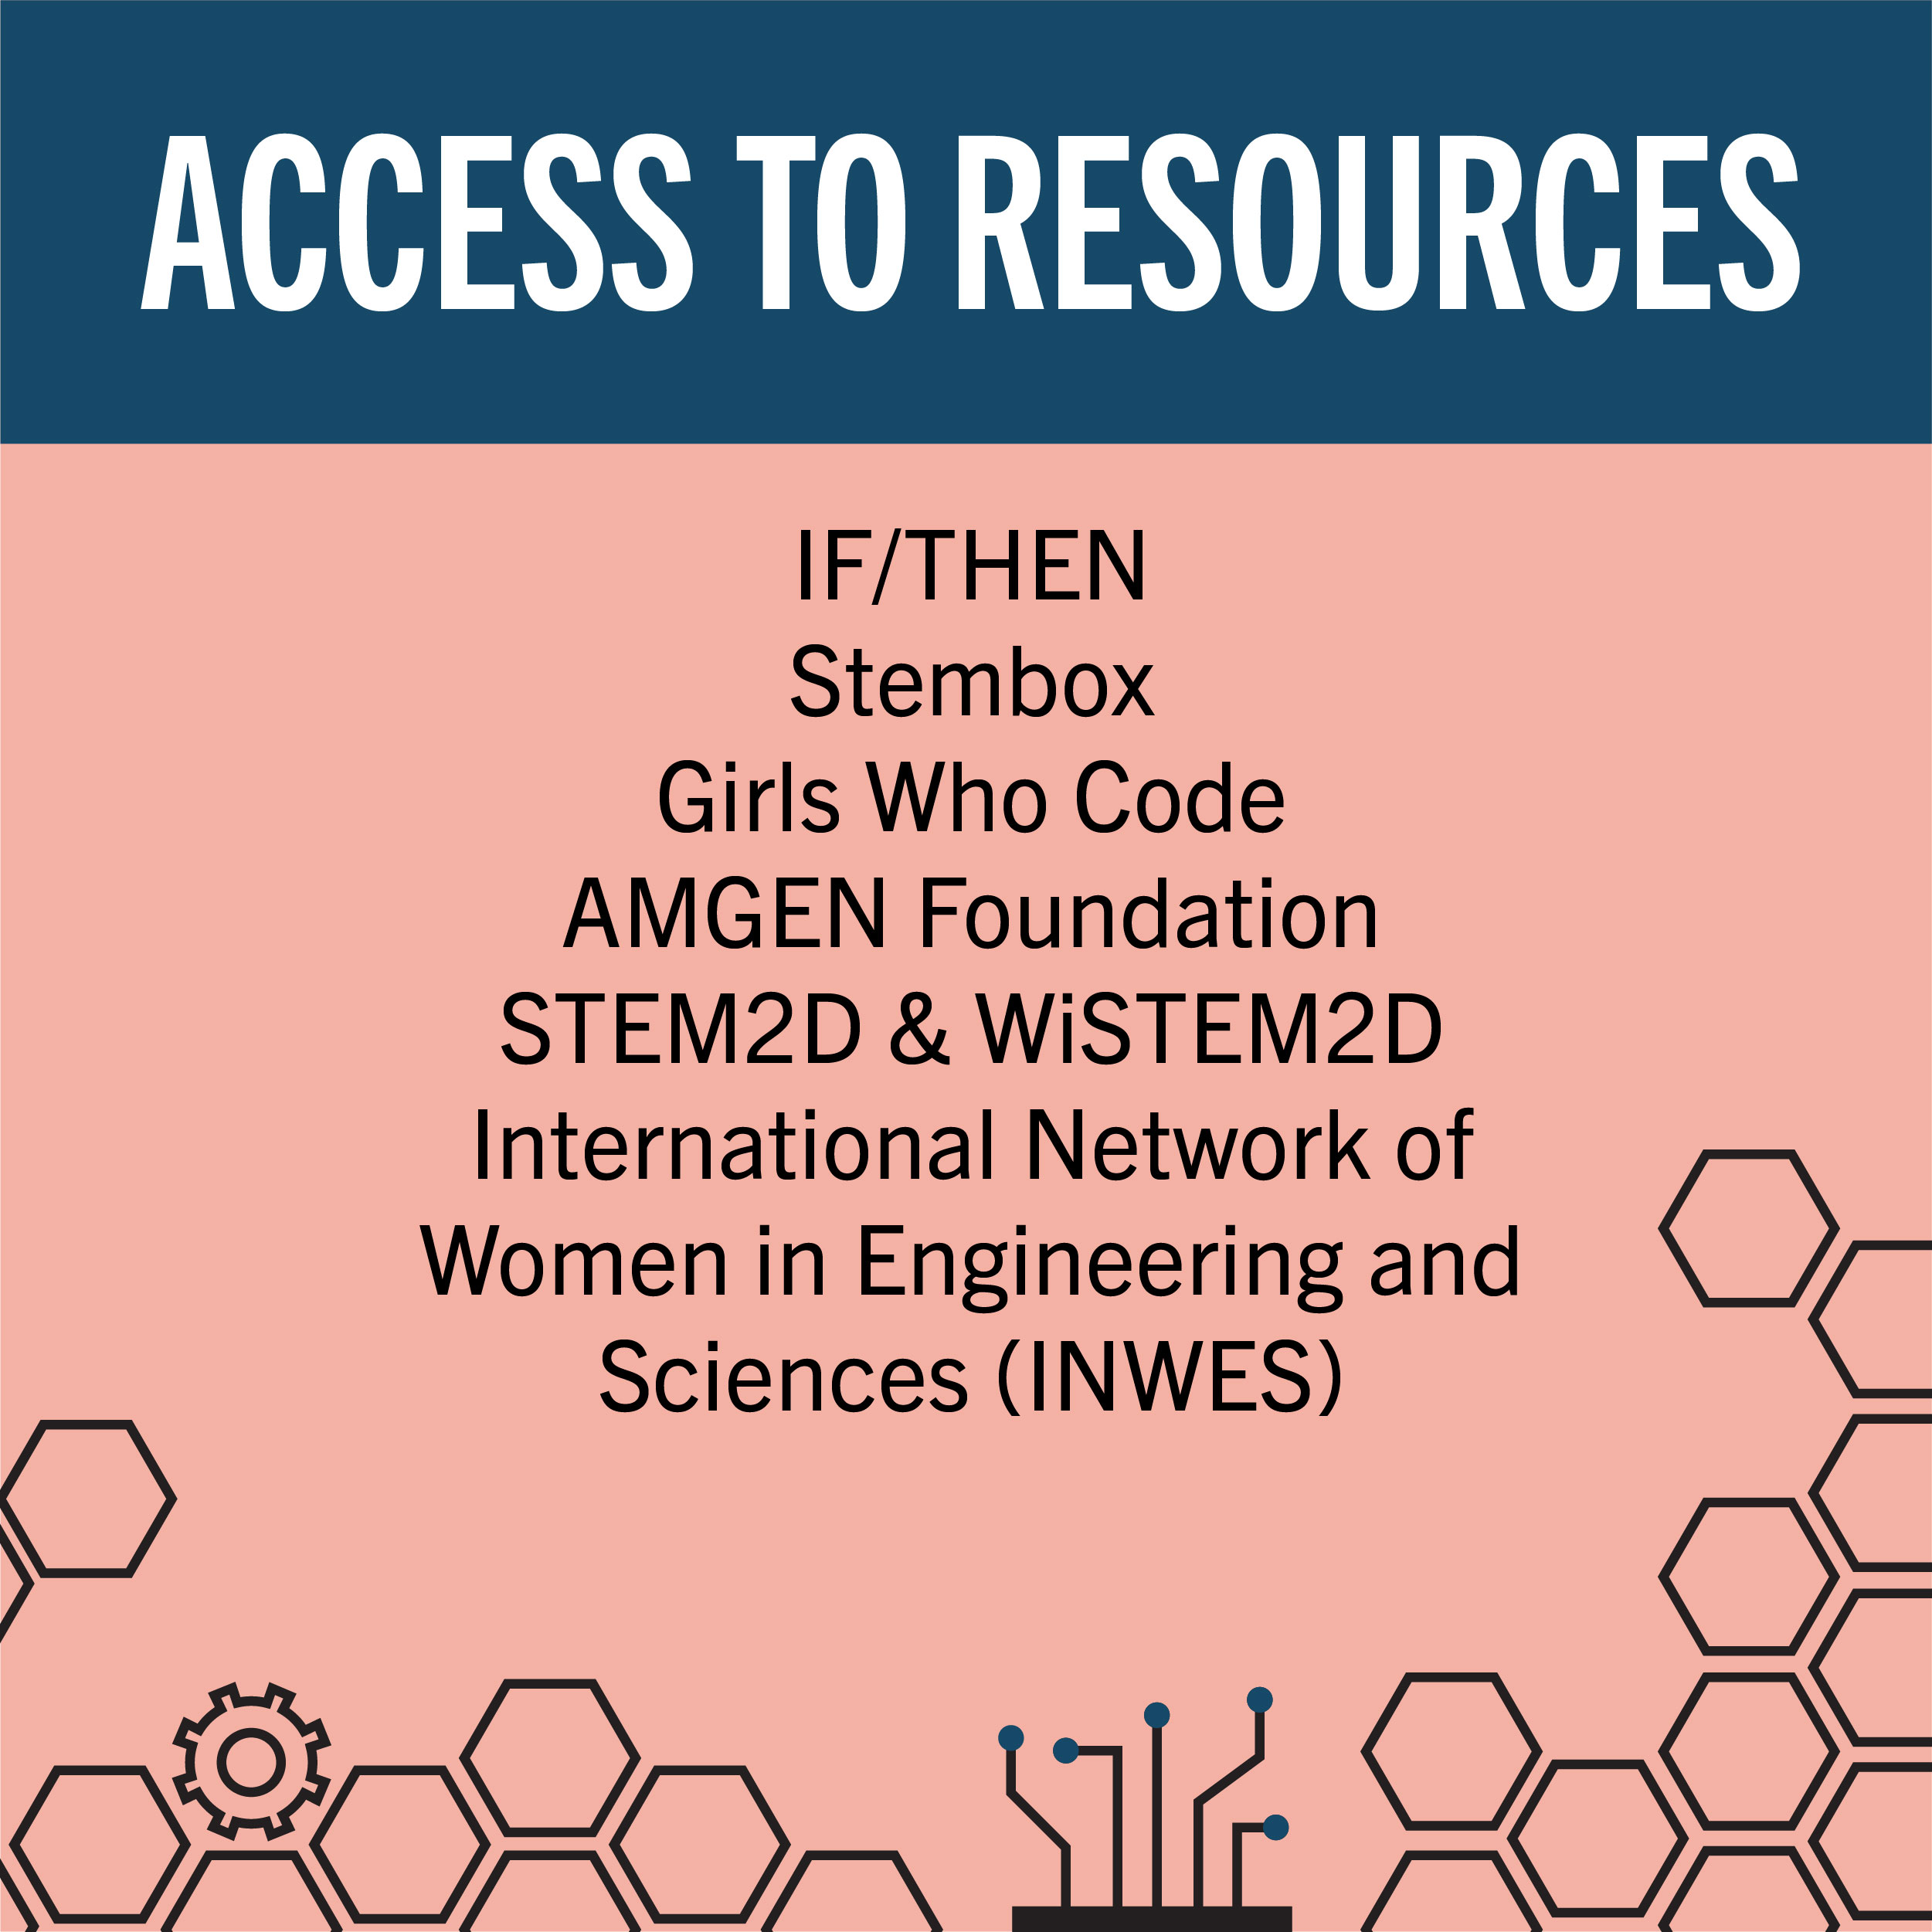 ACCESS TO RESOURCES
IF/THEN
Stembox
Girls Who Code
AMGEN Foundation
STEM2D & WiSTEM2D
International Network of
Women in Engineering and
Sciences (INWES)